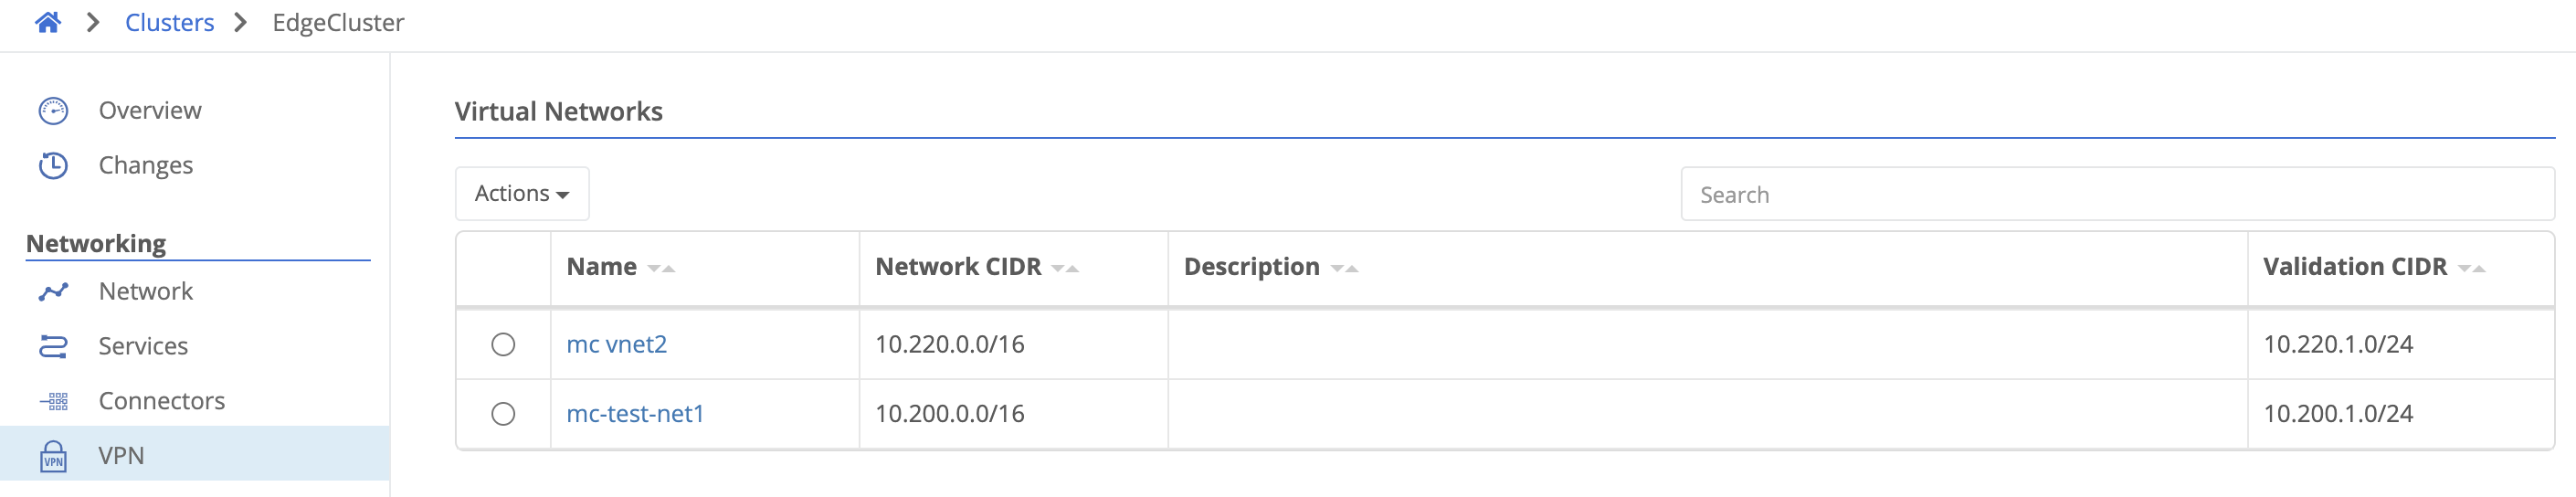 Clusters EdgeCluster
Overview
Changes
Networking
Network
Services
Connectors
VPN
VPN
Virtual Networks
Actions
Search
Name Network CIDR Description Validation CIDR
mc vnet2 10.220.0.0/16 10.220.1.0/24
mc-test-net1 10.200.0.0/16 10.200.1.0/24